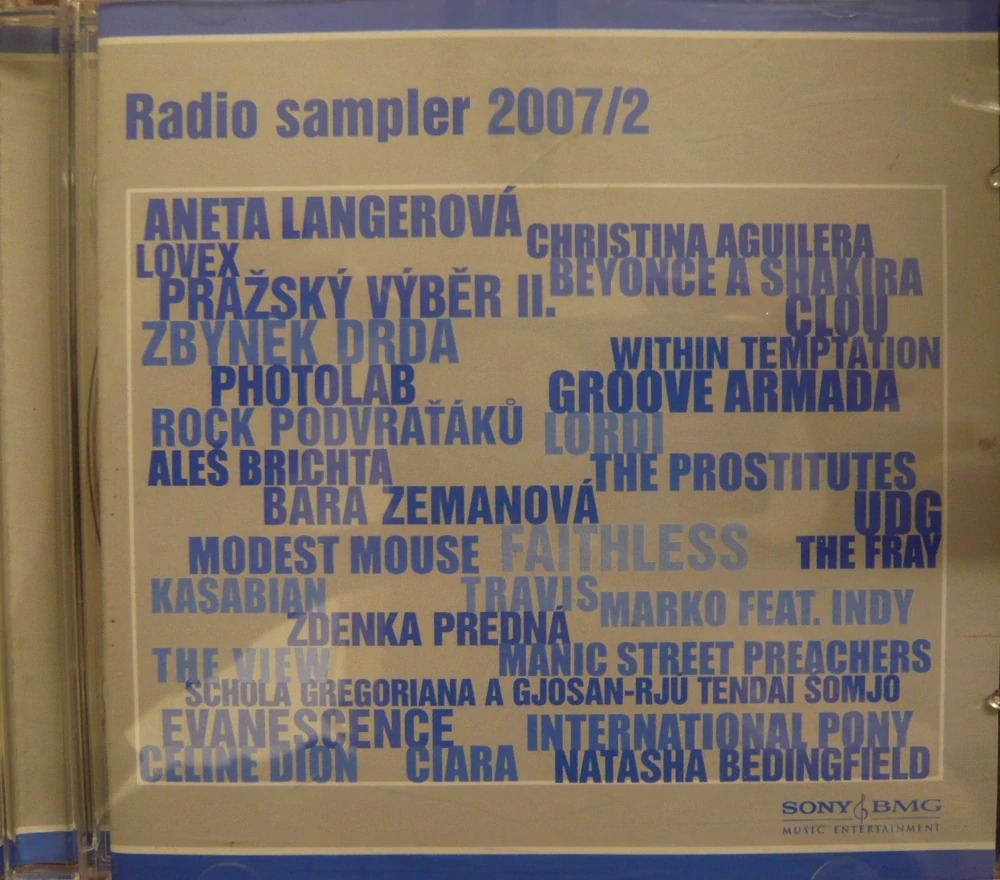 Radio sampler 2007/2
ANETA LANGEROVÁ
CHRISTINA AGUILERA
LOVEX
BEYONCE A SHAKIRA
PRAŽSKÝ VÝBĚR II.
CLOU
ZBYNĚK DRDA
WITHIN TEMPTATION
PHOTOLAB
GROOVE ARMADA
ROCK PODVRAŤÁKŮ
LORDI
ALEŠ BRICHTA
THE PROSTITUTES
BÁRA ZEMANOVÁ
UDG
MODEST MOUSE
FAITHLESS
THE FRAY
KASABIAN
TRAVIS
MARKO FEAT. INDY
ZDENKA PREDNÁ
THE VIEW
MANIC STREET PREACHERS
SCHOLA GREGORIANA A GJOSAN-RJÚ TENDAI SOMJO
EVANESCENCE
INTERNATIONAL PONY
CELINE DION
CIARA
NATASHA BEDINGFIELD
SONY BMG
MUSIC ENTERTAINMENT